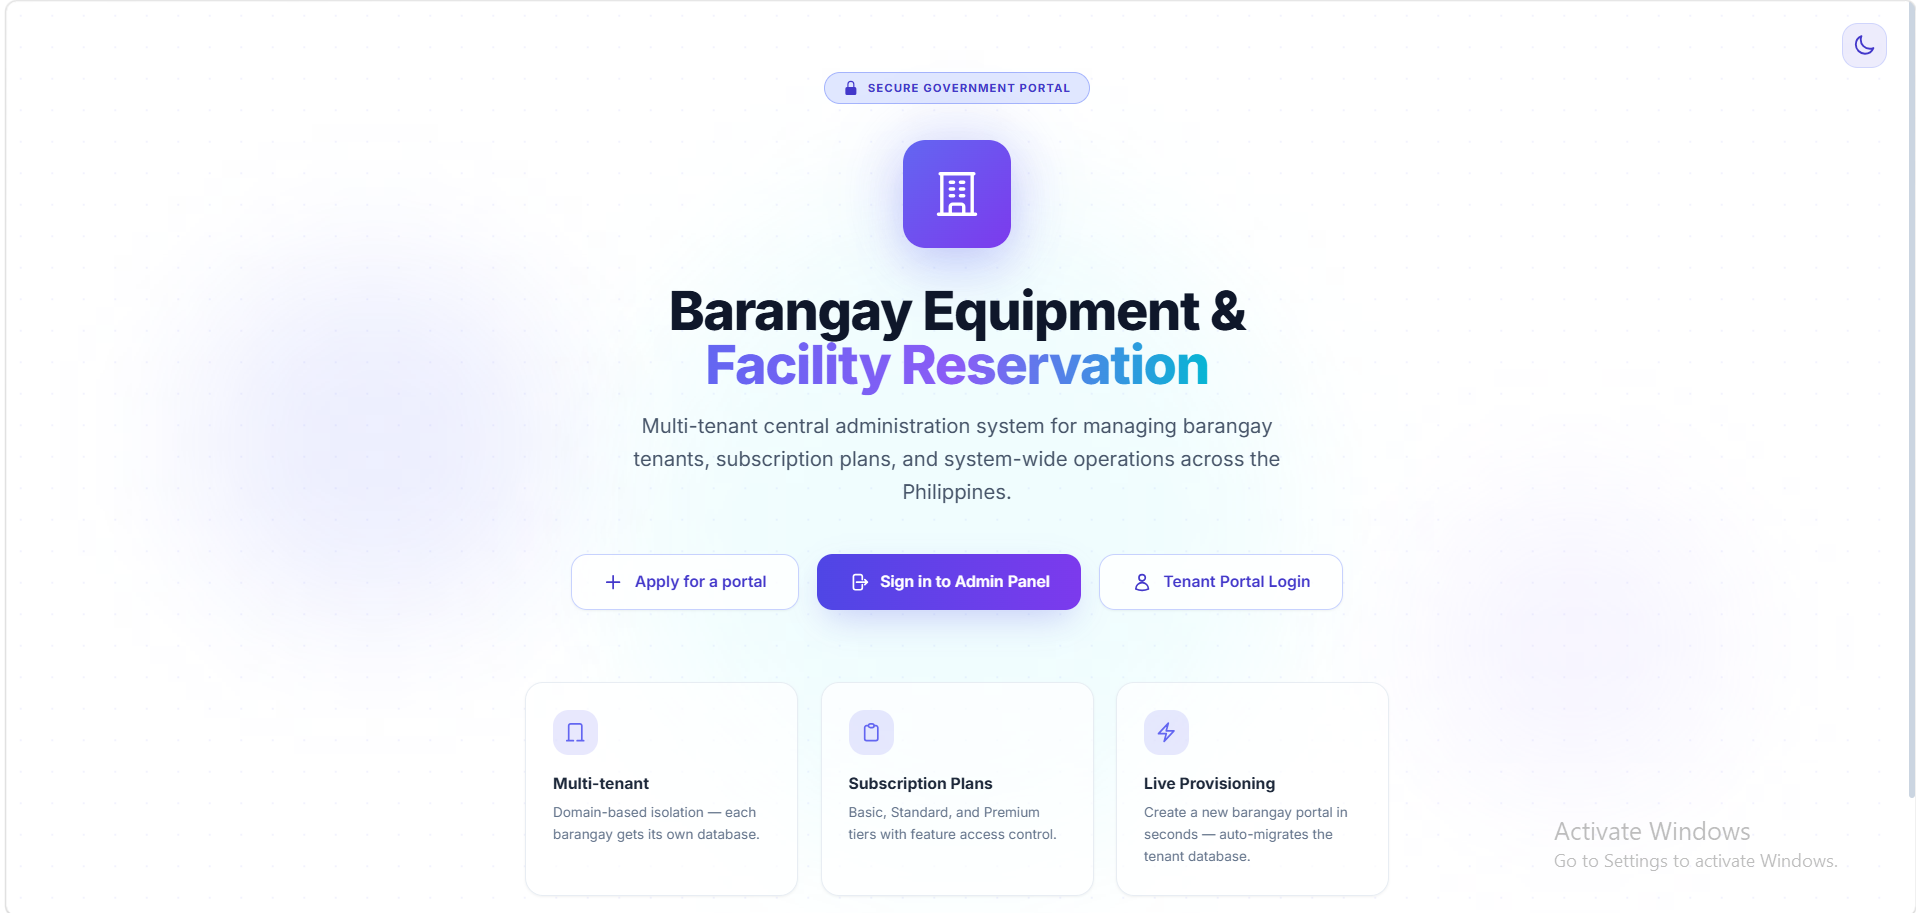 SECURE GOVERNMENT PORTAL
Barangay Equipment &
Facility Reservation
Multi-tenant central administration system for managing barangay
tenants, subscription plans, and system-wide operations across the
Philippines.
Apply for a portal
Sign in to Admin Panel
Tenant Portal Login
Multi-tenant
Domain-based isolation — each
barangay gets its own database.
Subscription Plans
Basic, Standard, and Premium
tiers with feature access control.
Live Provisioning
Create a new barangay portal in
seconds — auto-migrates the
tenant database.
Activate Windows
Go to Settings to activate Windows.